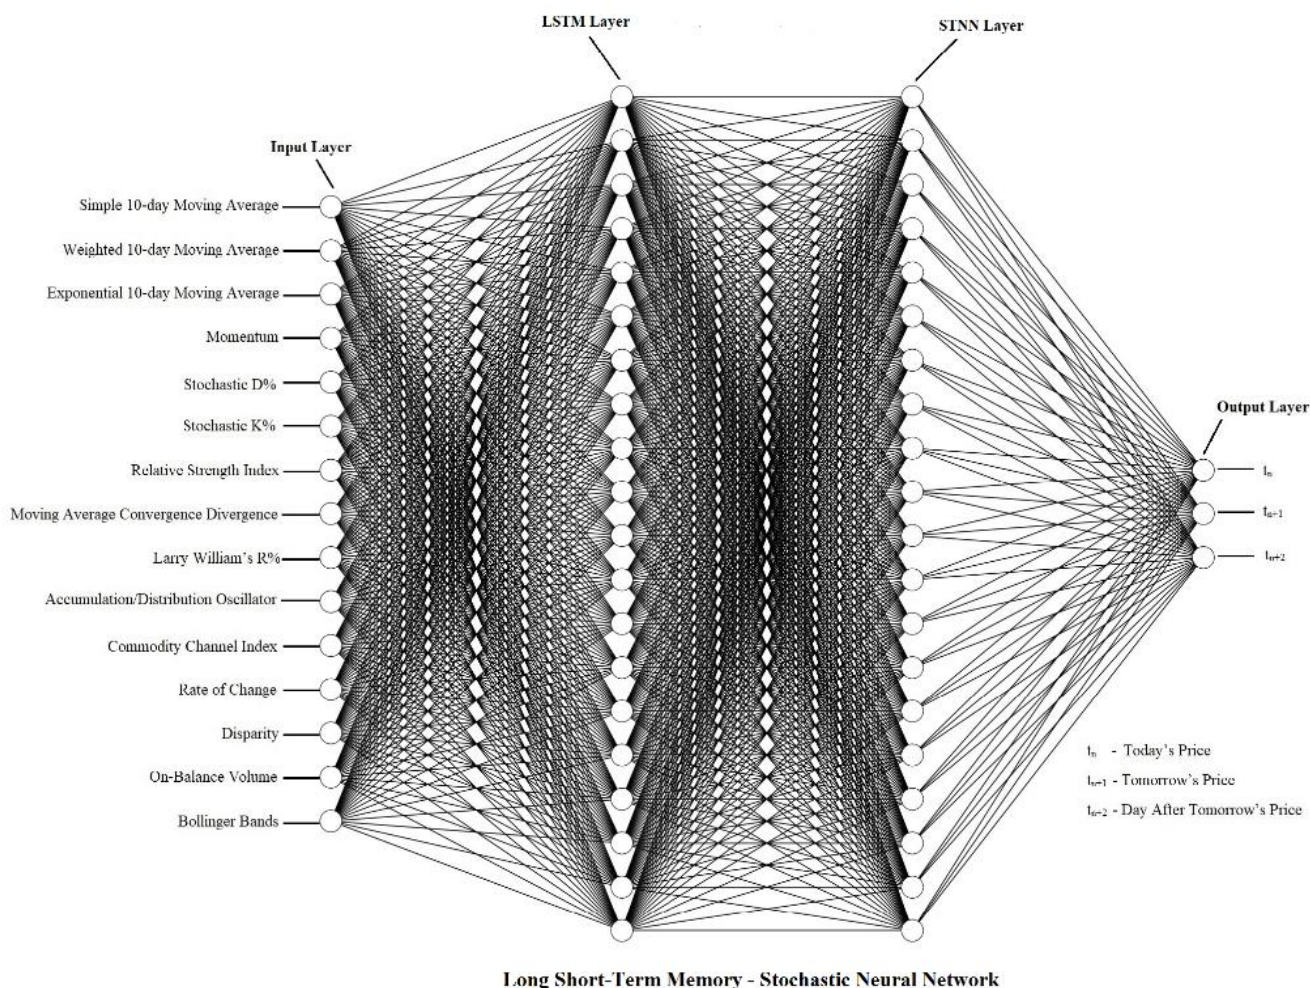 LSTM Layer
STNN Layer
Input Layer
Simple 10-day Moving Average
Weighted 10-day Moving Average
Exponential 10-day Moving Average
Momentum
Stochastic D%
Stochastic K%
Relative Strength Index
Moving Average Convergence Divergence
Larry William's R%
Accumulation/Distribution Oscillator
Commodity Channel Index
Rate of Change
Disparity
On-Balance Volume
Bollinger Bands
Output Layer
tn
tn+1
tn+2
tn - Today's Price
tn+1 - Tomorrow's Price
tn+2 - Day After Tomorrow's Price
Long Short-Term Memory - Stochastic Neural Network